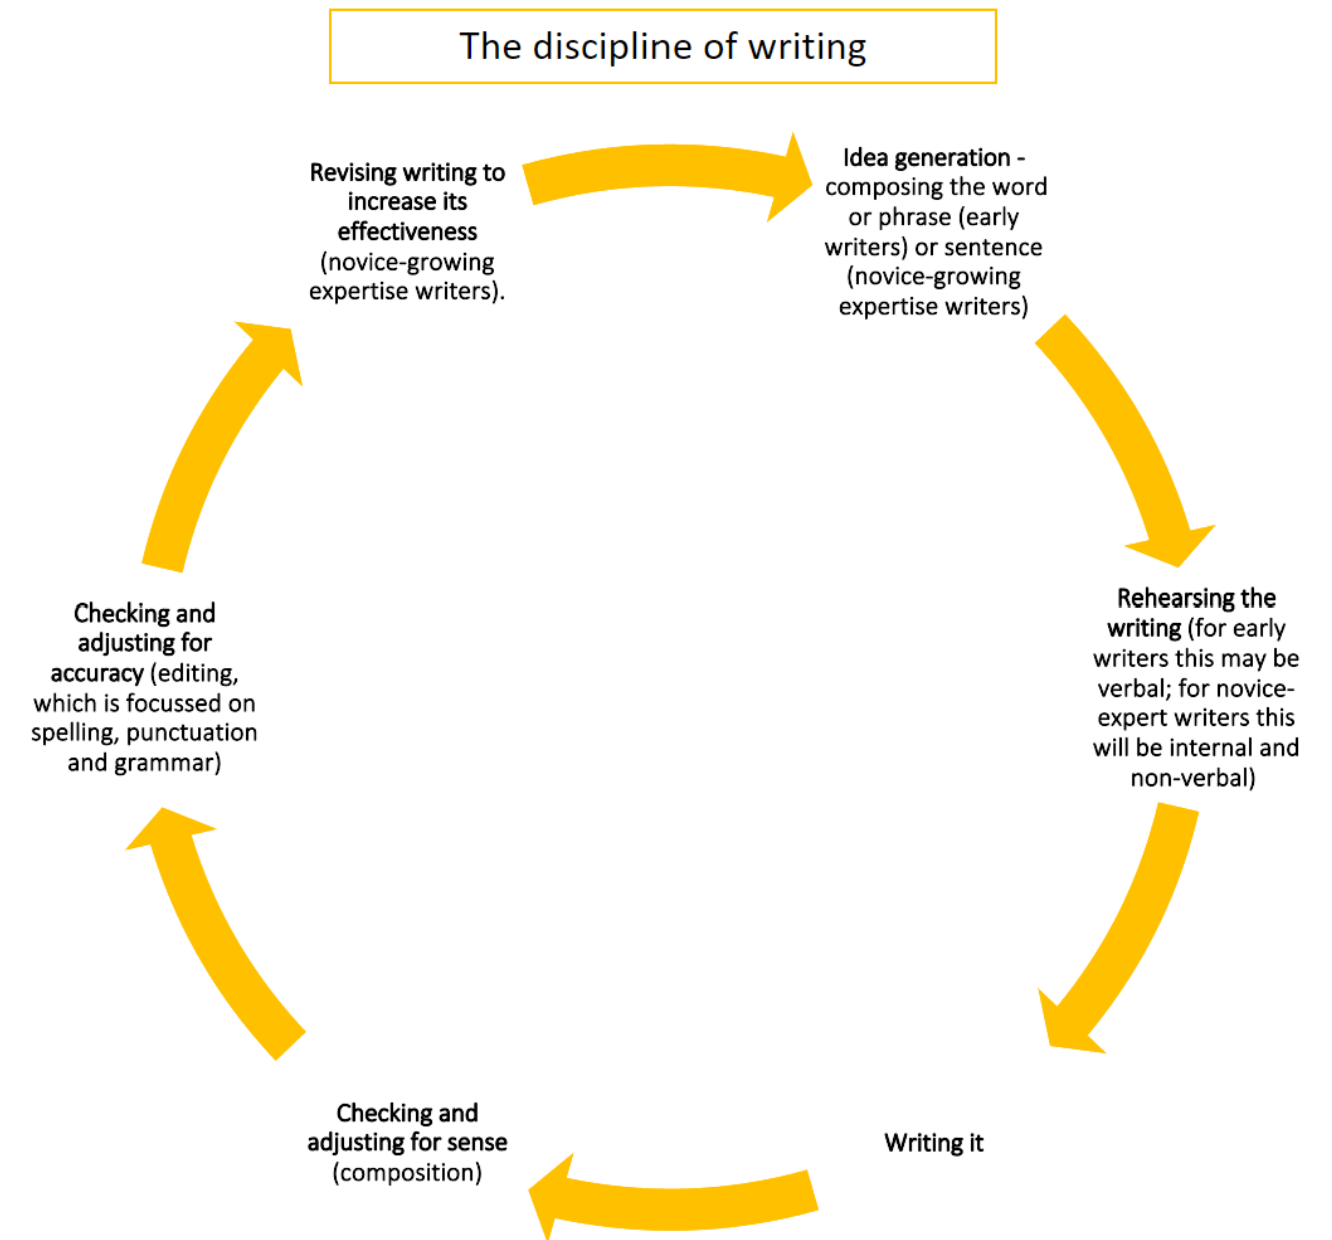 The discipline of writing
Idea generation -
composing the word
or phrase (early
writers) or sentence
(novice-growing
expertise writers)
Rehearsing the
writing (for early
writers this may be
verbal; for novice-
expert writers this
will be internal and
non-verbal)
Writing it
Checking and
adjusting for sense
(composition)
Checking and
adjusting for
accuracy (editing,
which is focussed on
spelling, punctuation
and grammar)
Revising writing to
increase its
effectiveness
(novice-growing
expertise writers).